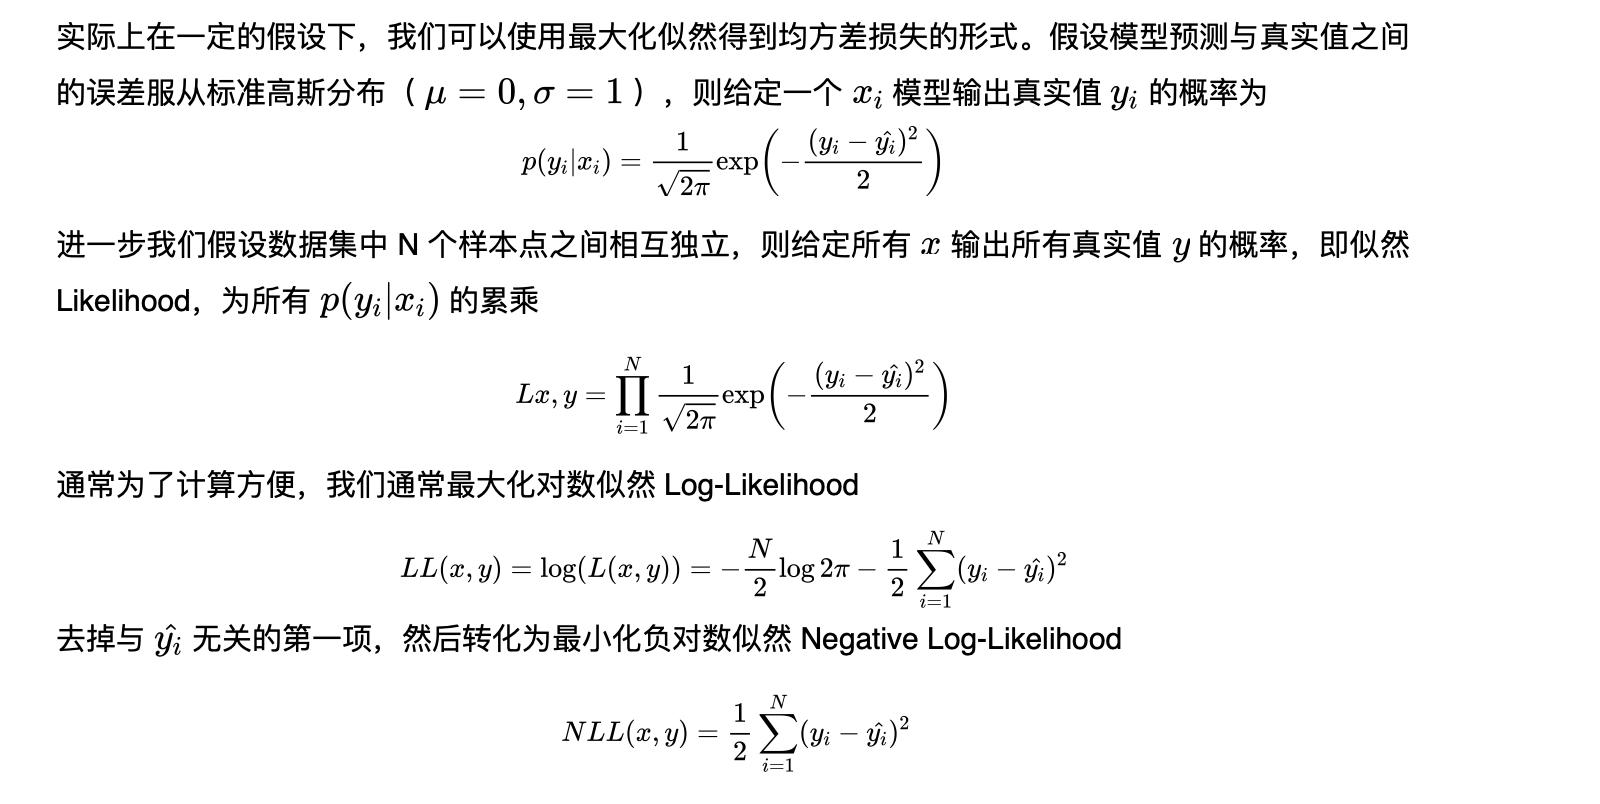 实际上在一定的假设下，我们可以使用最大化似然得到均方差损失的形式。假设模型预测与真实值之间
的误差服从标准高斯分布（$\mu = 0, \sigma = 1$），则给定一个 $x_i$ 模型输出真实值 $y_i$ 的概率为
$p(y_i|x_i) = \frac{1}{\sqrt{2\pi}} \exp\left(-\frac{(y_i - \hat{y_i})^2}{2}\right)$
进一步我们假设数据集中 N 个样本点之间相互独立，则给定所有 $x$ 输出所有真实值 $y$ 的概率，即似然
Likelihood，为所有 $p(y_i|x_i)$ 的累乘
$Lx, y = \prod_{i=1}^{N} \frac{1}{\sqrt{2\pi}} \exp\left(-\frac{(y_i - \hat{y_i})^2}{2}\right)$
通常为了计算方便，我们通常最大化对数似然 Log-Likelihood
$LL(x, y) = \log(L(x, y)) = -\frac{N}{2} \log 2\pi - \frac{1}{2} \sum_{i=1}^{N} (y_i - \hat{y_i})^2$
去掉与 $\hat{y_i}$ 无关的第一项，然后转化为最小化负对数似然 Negative Log-Likelihood
$NLL(x, y) = \frac{1}{2} \sum_{i=1}^{N} (y_i - \hat{y_i})^2$